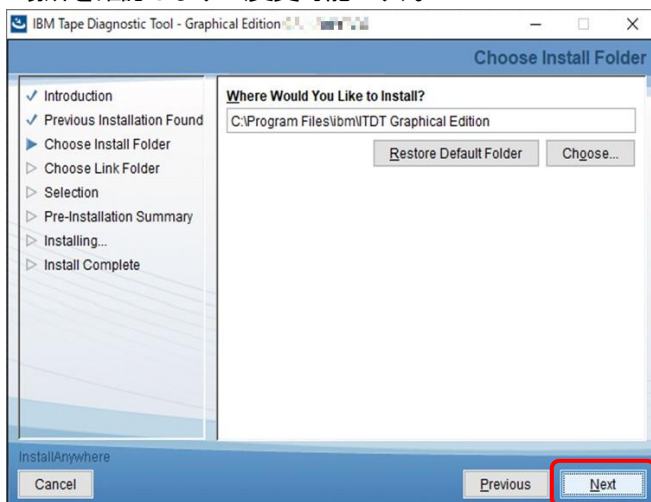 IBM Tape Diagnostic Tool - Graphical Edition
Choose Install Folder
Introduction
Previous Installation Found
Choose Install Folder
Choose Link Folder
Selection
Pre-Installation Summary
Installing...
Install Complete
Where Would You Like to Install?
C:\Program Files\ibm\ITDT Graphical Edition
Restore Default Folder
Choose...
InstallAnywhere
Cancel
Previous
Next